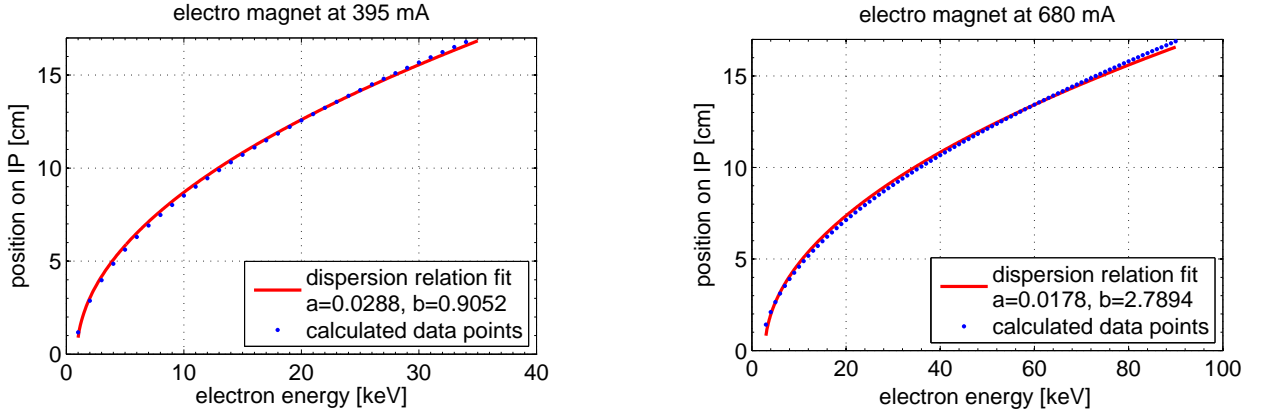 electro magnet at 395 mA
position on IP [cm]
15
10
5
0
0 10 20 30 40
electron energy [keV]
dispersion relation fit
a=0.0288, b=0.9052
calculated data points
electro magnet at 680 mA
position on IP [cm]
15
10
5
0
0 20 40 60 80 100
electron energy [keV]
dispersion relation fit
a=0.0178, b=2.7894
calculated data points